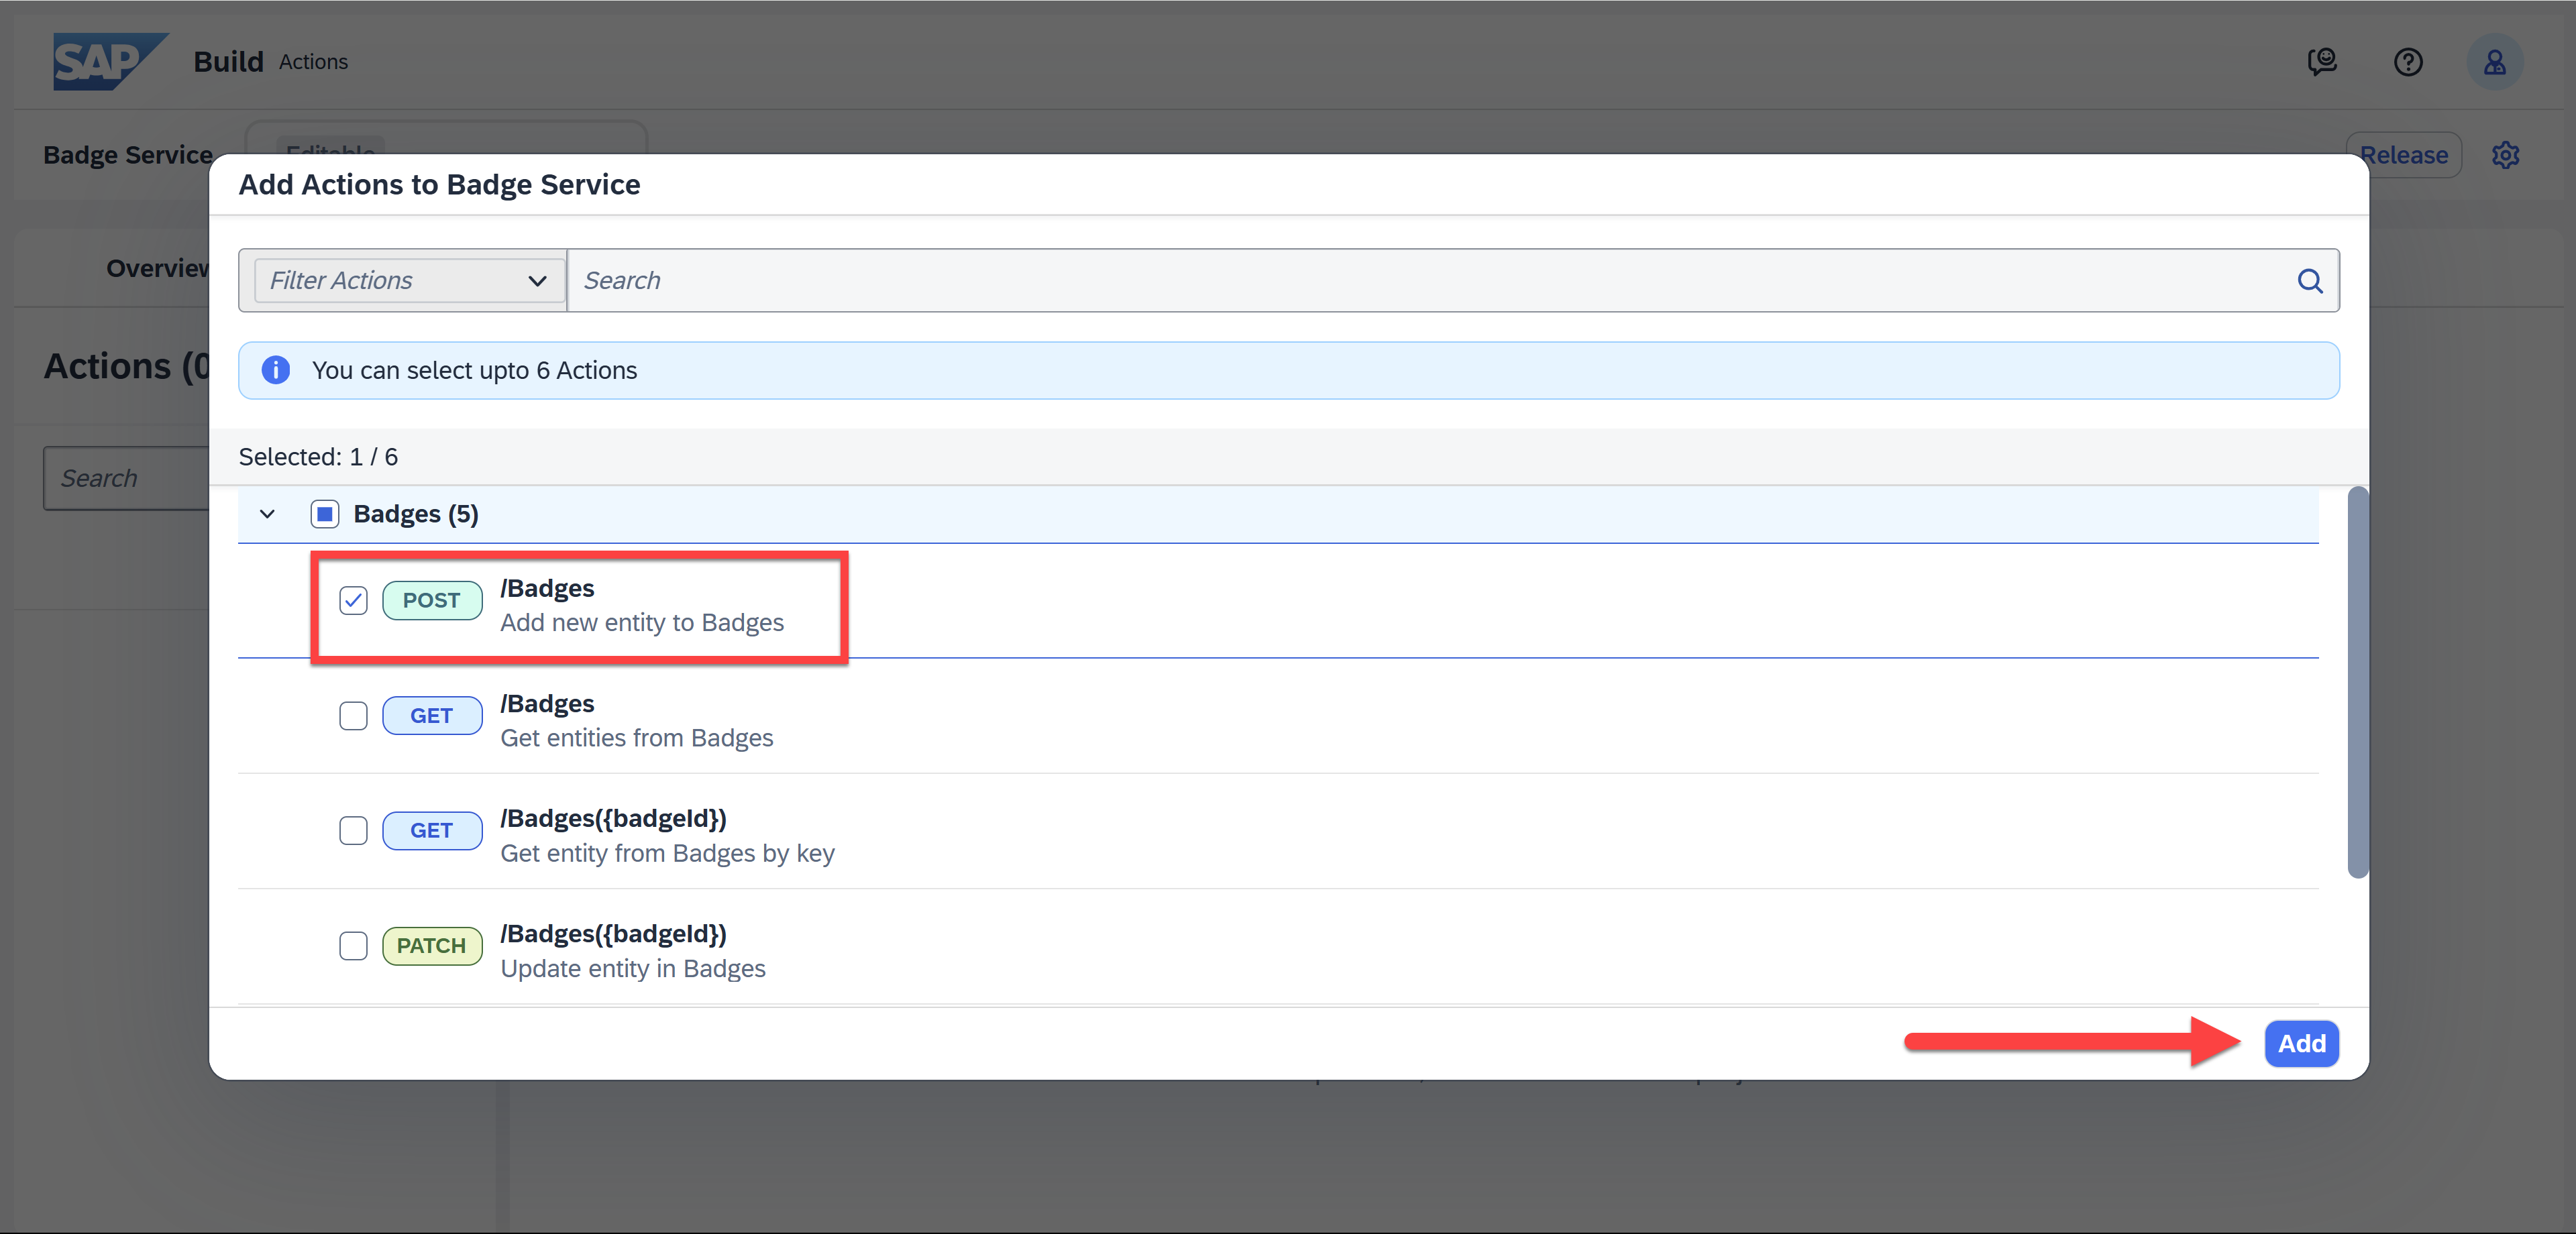 SAP Build Actions
Badge Service Editable Release
Add Actions to Badge Service
Overview
Filter Actions Search
Actions (0
You can select upto 6 Actions
Selected: 1 / 6
Search
Badges (5)
POST /Badges
Add new entity to Badges
GET /Badges
Get entities from Badges
GET /Badges({badgeId})
Get entity from Badges by key
PATCH /Badges({badgeId})
Update entity in Badges
Add